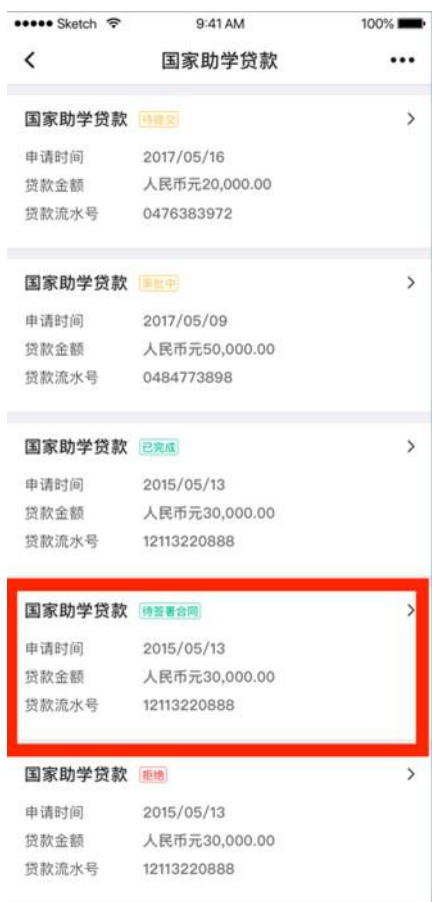 Sketch 9:41 AM 100%
国家助学贷款
国家助学贷款 待提交
申请时间 2017/05/16
贷款金额 人民币元20,000.00
贷款流水号 0476383972
国家助学贷款 审批中
申请时间 2017/05/09
贷款金额 人民币元50,000.00
贷款流水号 0484773898
国家助学贷款 已完成
申请时间 2015/05/13
贷款金额 人民币元30,000.00
贷款流水号 12113220888
国家助学贷款 待签署合同
申请时间 2015/05/13
贷款金额 人民币元30,000.00
贷款流水号 12113220888
国家助学贷款 拒绝
申请时间 2015/05/13
贷款金额 人民币元30,000.00
贷款流水号 12113220888